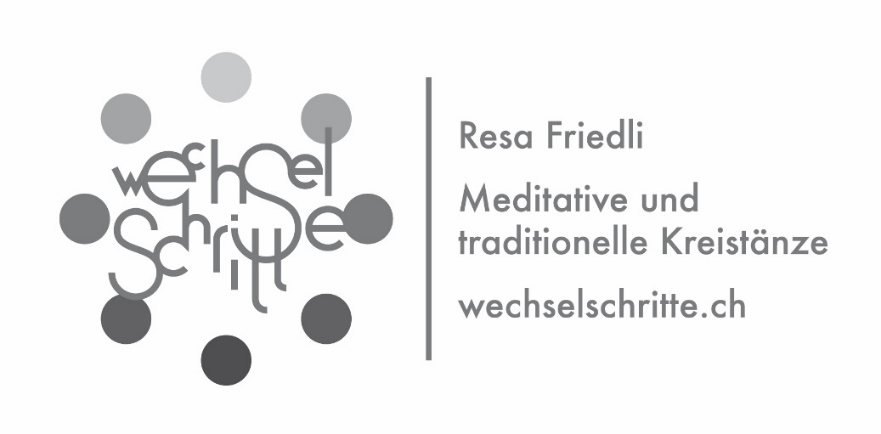 wechsel
Schritte
Resa Friedli
Meditative und
traditionelle Kreistänze
wechselschritte.ch